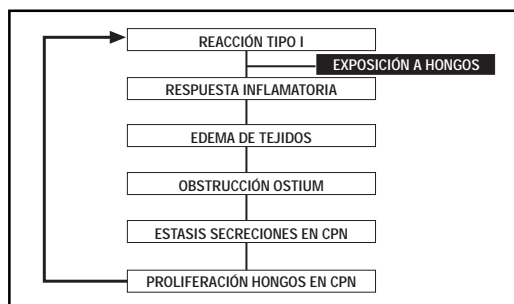 REACCIÓN TIPO I
EXPOSICIÓN A HONGOS
RESPUESTA INFLAMATORIA
EDEMA DE TEJIDOS
OBSTRUCCIÓN OSTIUM
ESTASIS SECRECIONES EN CPN
PROLIFERACIÓN HONGOS EN CPN